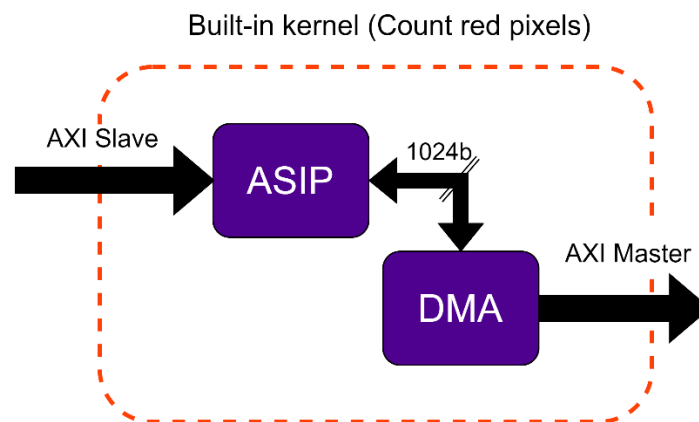 Built-in kernel (Count red pixels)
AXI Slave
1024b
ASIP
AXI Master
DMA